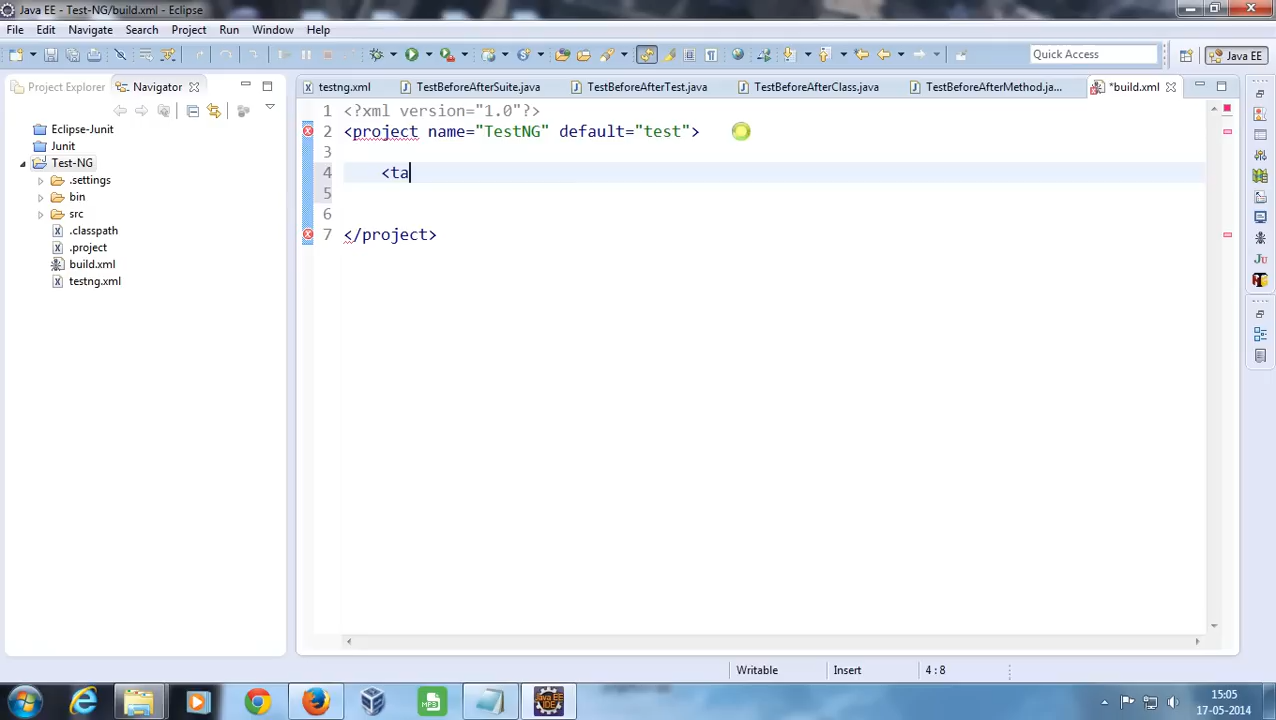 Java EE - Test-NG/build.xml - Eclipse
File Edit Navigate Search Project Run Window Help
Quick Access
Java EE
Project Explorer
Navigator
testng.xml
TestBeforeAfterSuite.java
TestBeforeAfterTest.java
TestBeforeAfterClass.java
TestBeforeAfterMethod.ja...
*build.xml
Eclipse-Junit
Junit
Test-NG
.settings
bin
src
.classpath
.project
build.xml
testng.xml
1 <?xml version="1.0"?>
2 <project name="TestNG" default="test">
3
4 <ta
5
6
7 </project>
Writable
Insert
4 : 8
15:05
17-05-2014